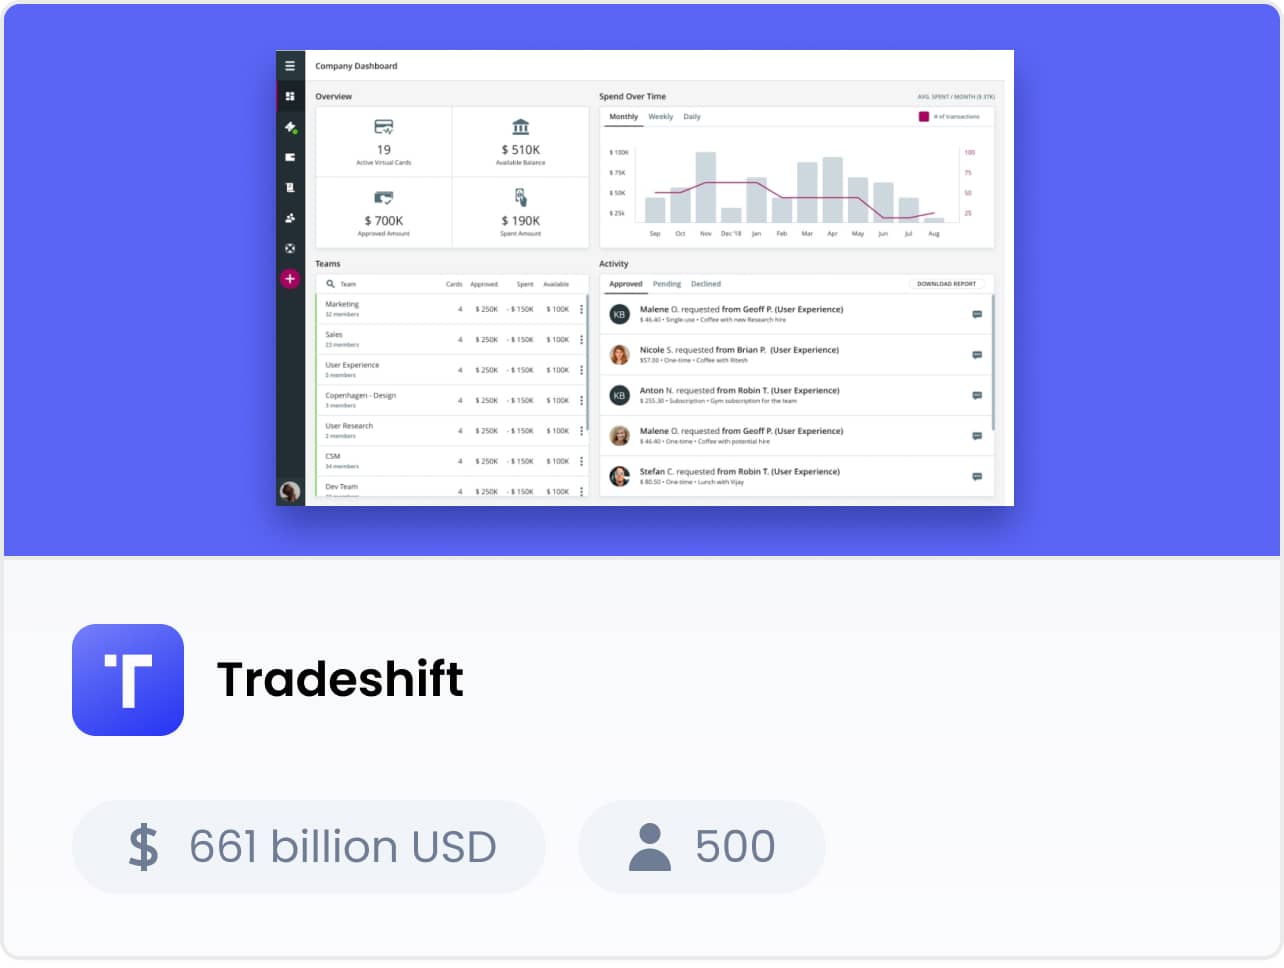 Company Dashboard
Overview
19
Active Virtual Cards
$ 510K
Available Balance
$ 700K
Approved Amount
$ 190K
Spent Amount
Spend Over Time
AVG. SPENT / MONTH ($ 37K)
Monthly Weekly Daily
# of transactions
$ 100K
$ 75K
$ 50K
$ 25k
100
75
50
25
Sep Oct Nov Dec '18 Jan Feb Mar Apr May Jun Jul Aug
Teams
Team Cards Approved Spent Available
Marketing 4 $ 250K - $ 150K $ 100K
32 members
Sales 4 $ 250K - $ 150K $ 100K
23 members
User Experience 4 $ 250K - $ 150K $ 100K
5 members
Copenhagen - Design 4 $ 250K - $ 150K $ 100K
3 members
User Research 4 $ 250K - $ 150K $ 100K
2 members
CSM 4 $ 250K - $ 150K $ 100K
34 members
Dev Team 4 $ 250K - $ 150K $ 100K
Activity
Approved Pending Declined
DOWNLOAD REPORT
KB
Malene O. requested from Geoff P. (User Experience)
$ 46.40 • Single-use • Coffee with new Research hire
Nicole S. requested from Brian P. (User Experience)
$57.00 • One-time • Coffee with Ritesh
KB
Anton N. requested from Robin T. (User Experience)
$ 255.30 • Subscription • Gym subscription for the team
Malene O. requested from Geoff P. (User Experience)
$ 46.40 • One-time • Coffee with potential hire
Stefan C. requested from Robin T. (User Experience)
$ 80.50 • One-time • Lunch with Vijay
T
Tradeshift
$ 661 billion USD
500